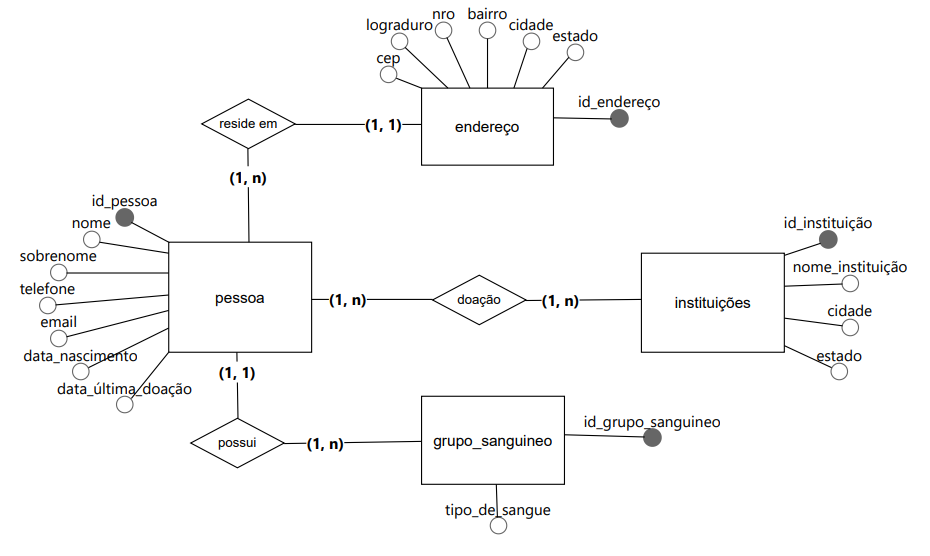 nro
bairro
lograduro
cidade
estado
cep
id_endereço
reside em
(1, 1)
endereço
(1, n)
id_pessoa
nome
sobrenome
telefone
email
data_nascimento
data_última_doação
pessoa
(1, n)
doação
(1, n)
instituições
id_instituição
nome_instituição
cidade
estado
(1, 1)
possui
(1, n)
grupo_sanguineo
id_grupo_sanguineo
tipo_de_sangue